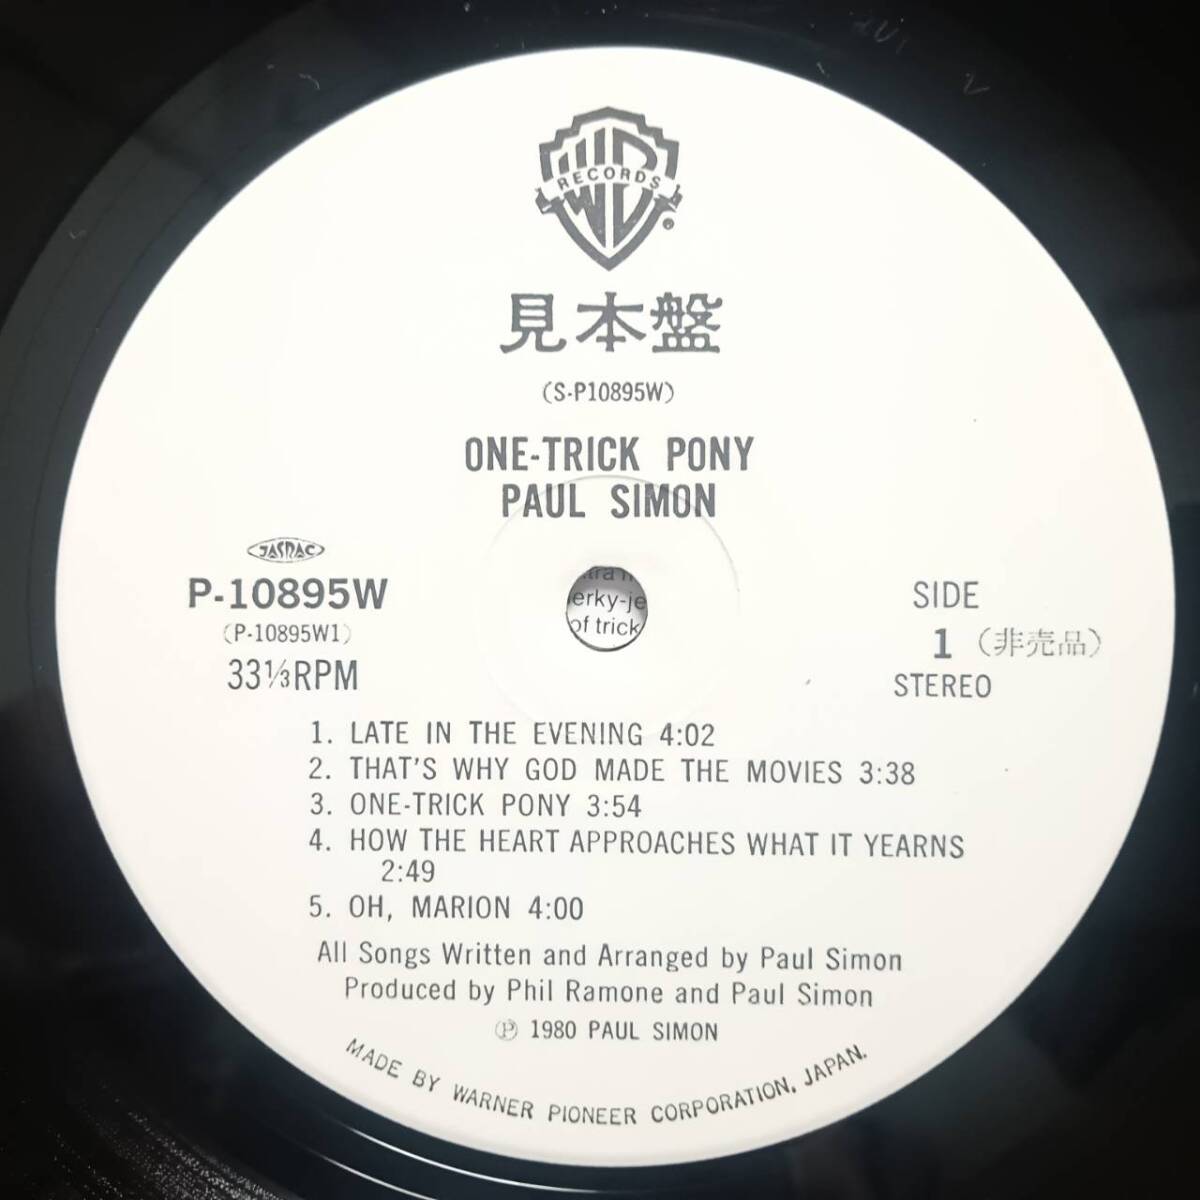 RECORDS
見本盤
(S-P10895W)
ONE-TRICK PONY
PAUL SIMON
JASRAC
P-10895W
(P-10895W1)
33⅓RPM
erky-je
of trick
SIDE
1 (非売品)
STEREO
1. LATE IN THE EVENING 4:02
2. THAT'S WHY GOD MADE THE MOVIES 3:38
3. ONE-TRICK PONY 3:54
4. HOW THE HEART APPROACHES WHAT IT YEARNS
2:49
5. OH, MARION 4:00
All Songs Written and Arranged by Paul Simon
Produced by Phil Ramone and Paul Simon
Ⓟ 1980 PAUL SIMON
MADE BY WARNER PIONEER CORPORATION, JAPAN.